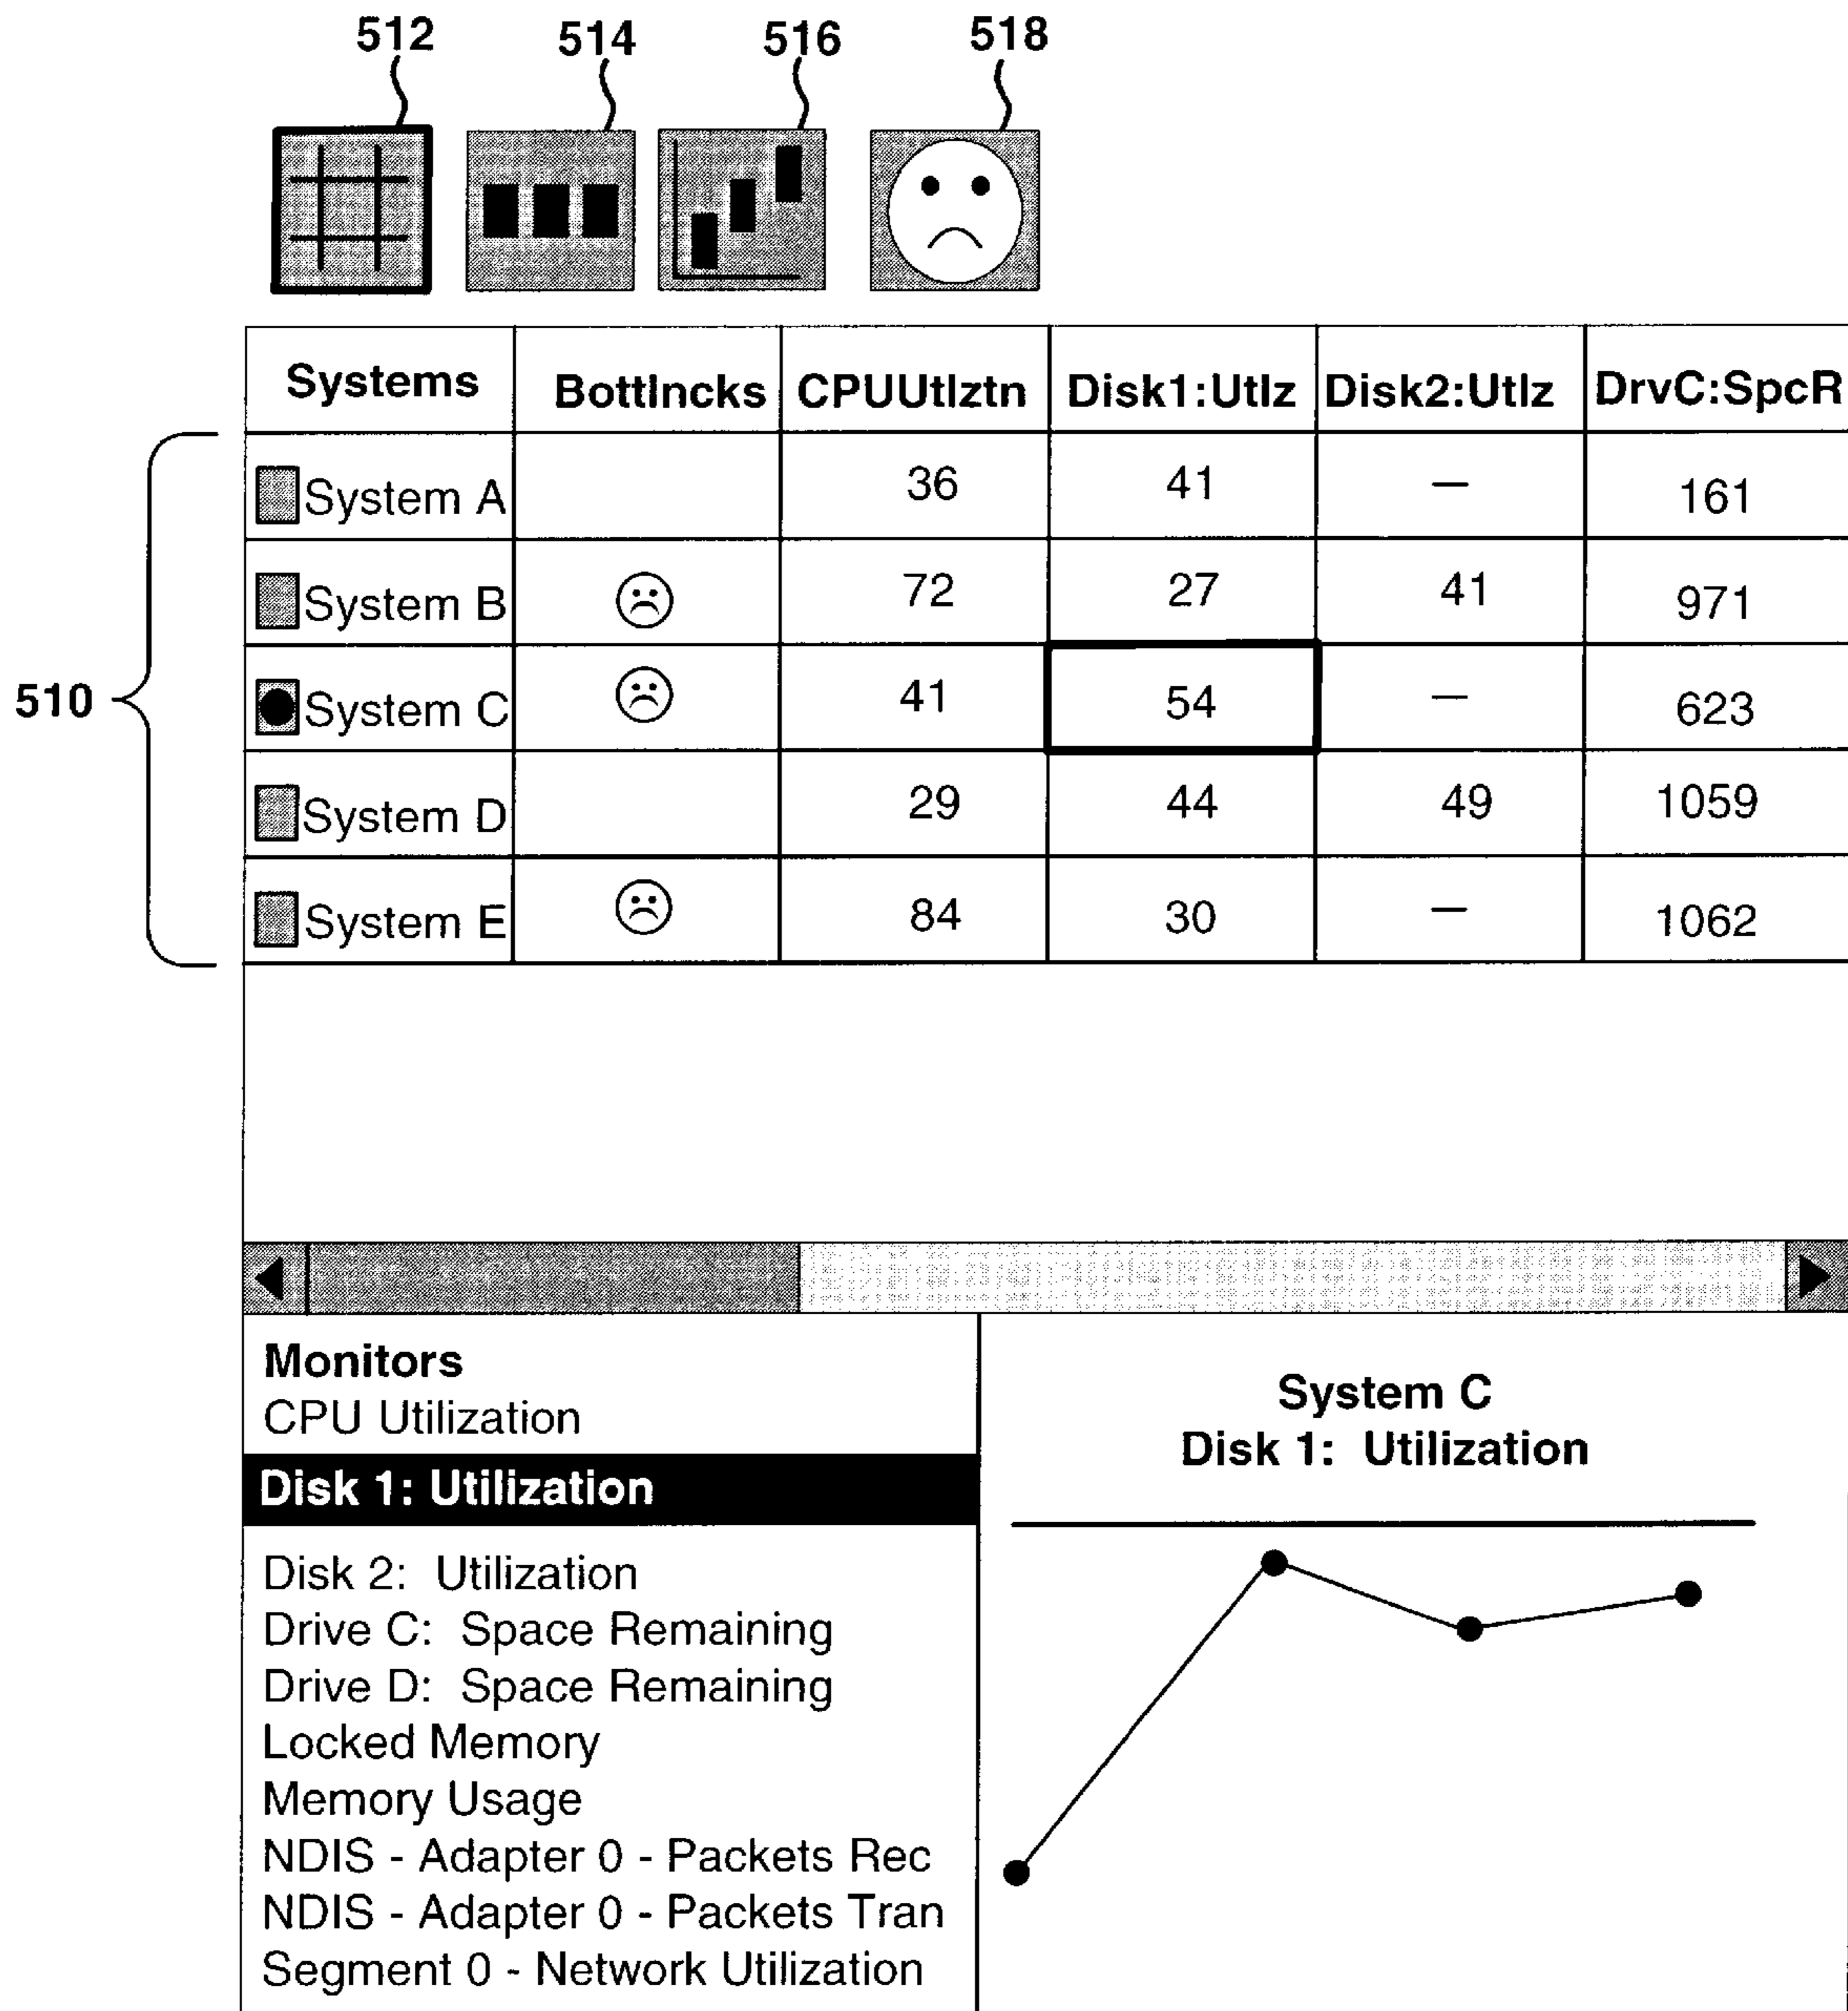 512 514 516 518
Systems Bottlncks CPUUtlztn Disk1:Utlz Disk2:Utlz DrvC:SpcR
System A 36 41 — 161
System B 72 27 41 971
510
System C 41 54 — 623
System D 29 44 49 1059
System E 84 30 — 1062
Monitors
CPU Utilization
Disk 1: Utilization
Disk 2: Utilization
Drive C: Space Remaining
Drive D: Space Remaining
Locked Memory
Memory Usage
NDIS - Adapter 0 - Packets Rec
NDIS - Adapter 0 - Packets Tran
Segment 0 - Network Utilization
System C
Disk 1: Utilization